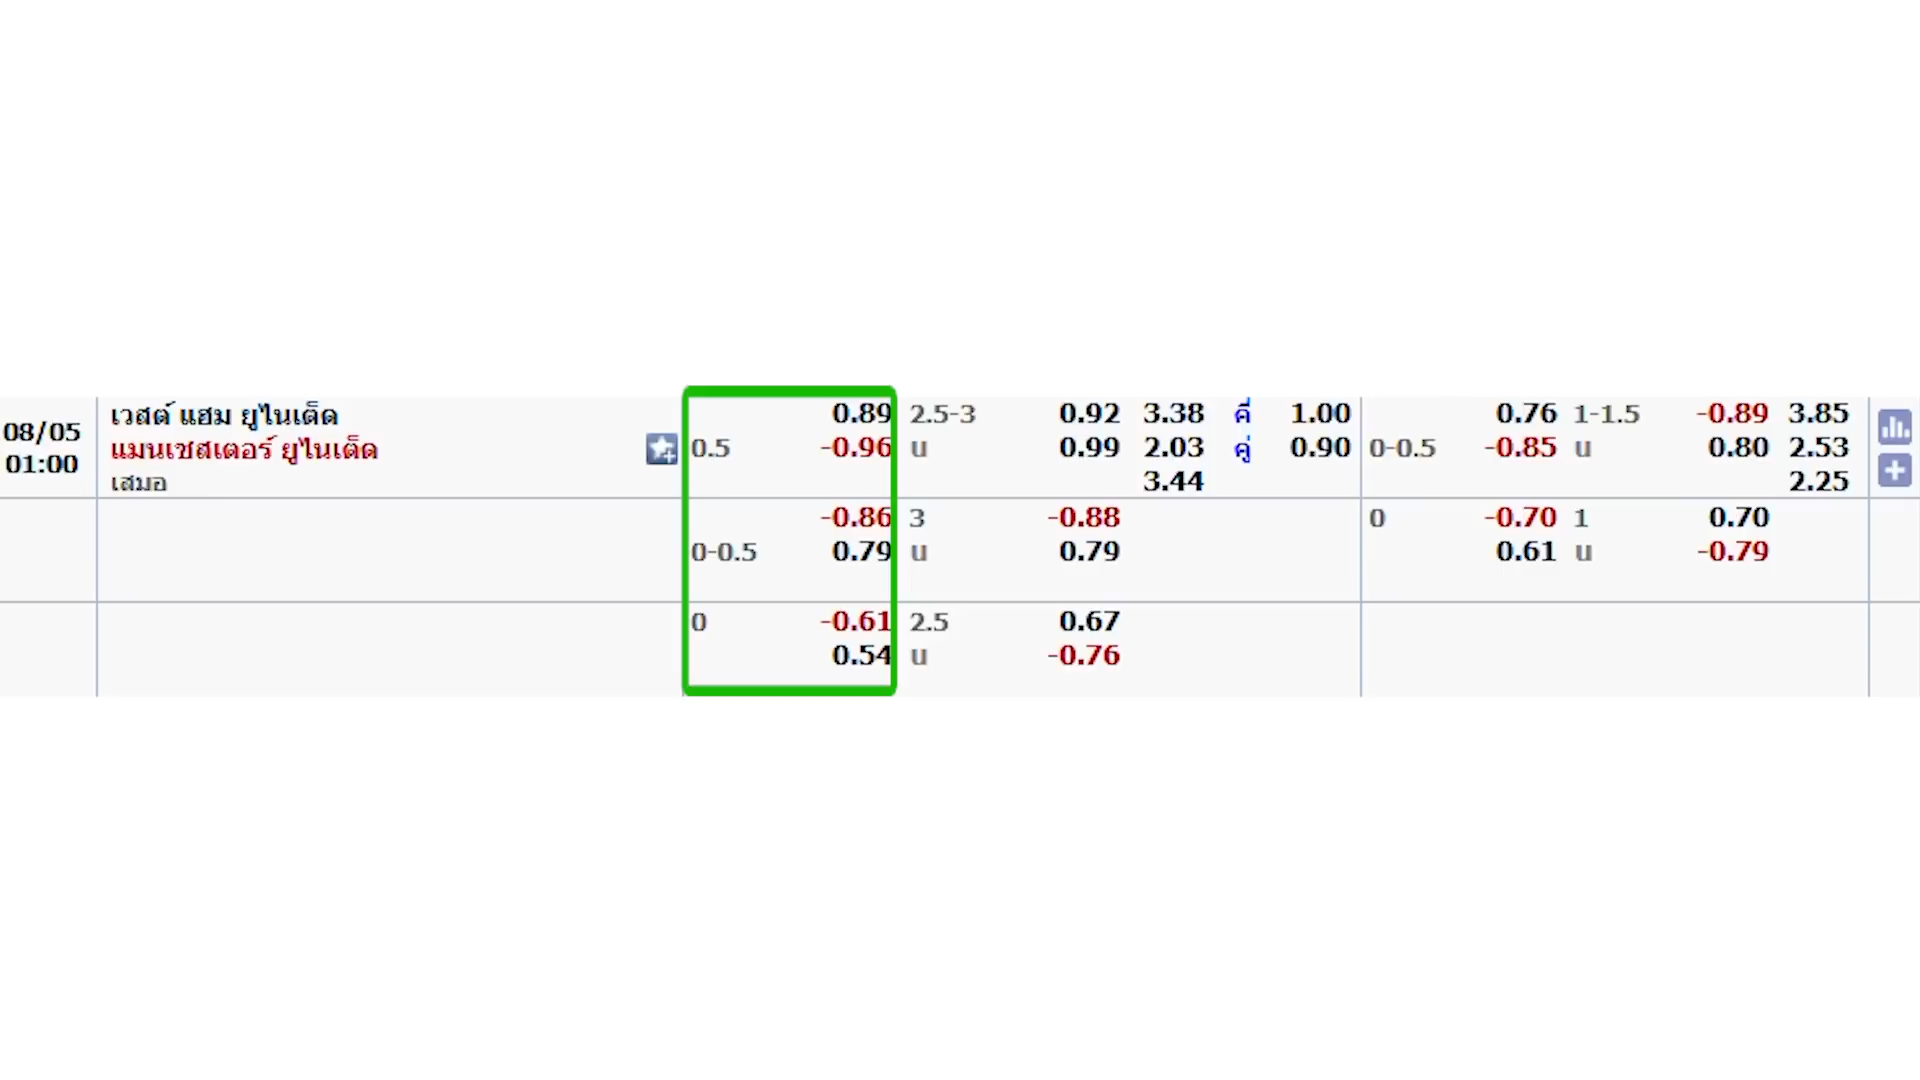 08/05
01:00
เวสต์ แฮม ยูไนเต็ด
แมนเชสเตอร์ ยูไนเต็ด
เสมอ
0.89 2.5-3 0.92 3.38 คี่ 1.00 0.76 1-1.5 -0.89 3.85
0.5 -0.96 u 0.99 2.03 คู่ 0.90 0-0.5 -0.85 u 0.80 2.53
3.44 2.25
-0.86 3 -0.88 0 -0.70 1 0.70
0-0.5 0.79 u 0.79 0.61 u -0.79
0 -0.61 2.5 0.67
0.54 u -0.76